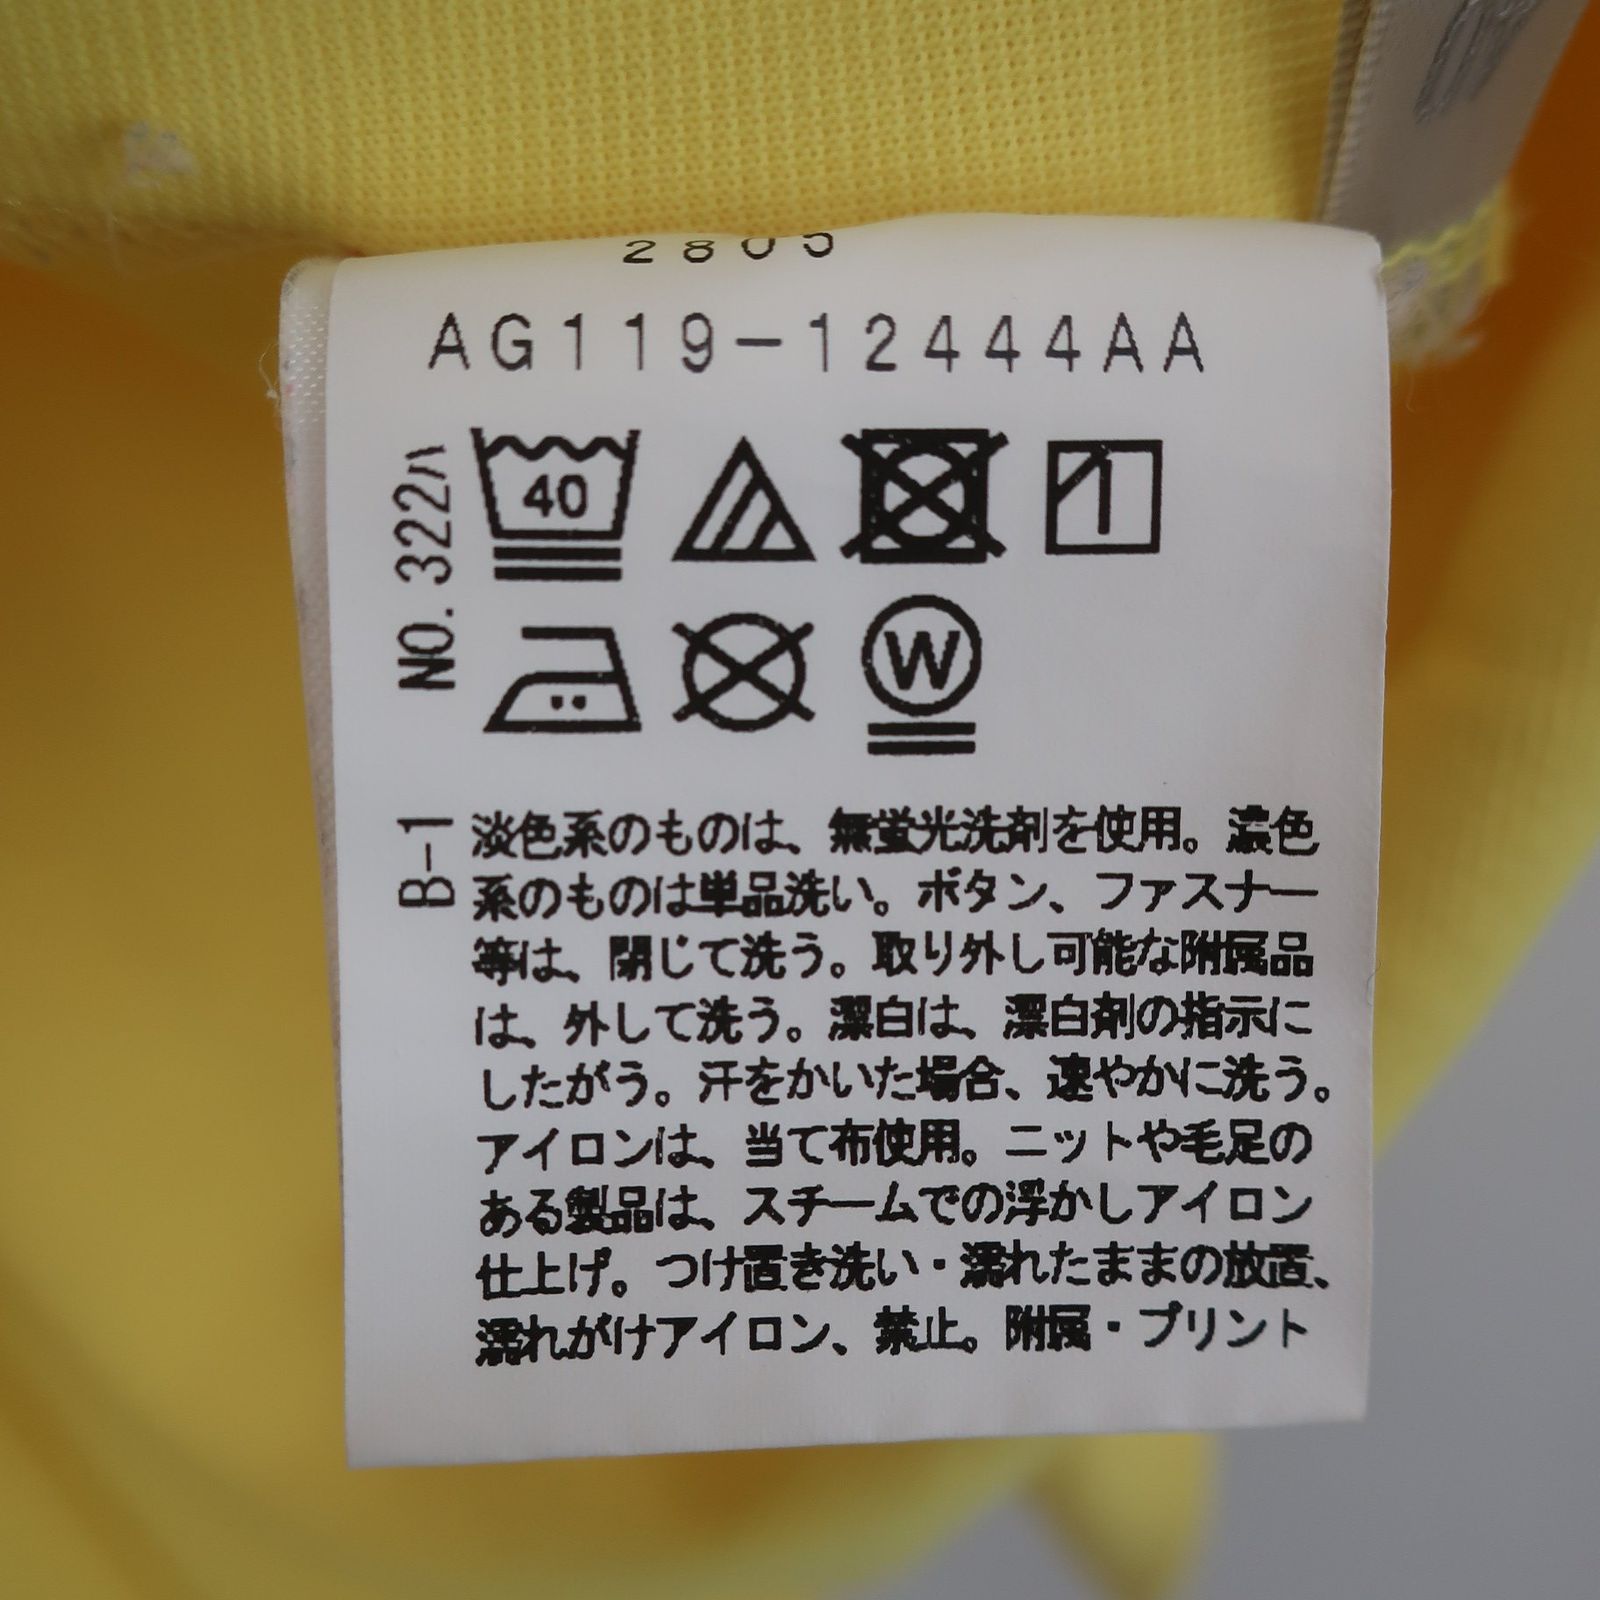 2805
AG119-12444AA
40
W
NO. 322ハ
B-1
淡色系のものは、無蛍光洗剤を使用。濃色
系のものは単品洗い。ボタン、ファスナー
等は、閉じて洗う。取り外し可能な附属品
は、外して洗う。漂白は、漂白剤の指示に
したがう。汗をかいた場合、速やかに洗う。
アイロンは、当て布使用。ニットや毛足の
ある製品は、スチームでの浮かしアイロン
仕上げ。つけ置き洗い・濡れたままの放置、
濡れがけアイロン、禁止。附属・プリント